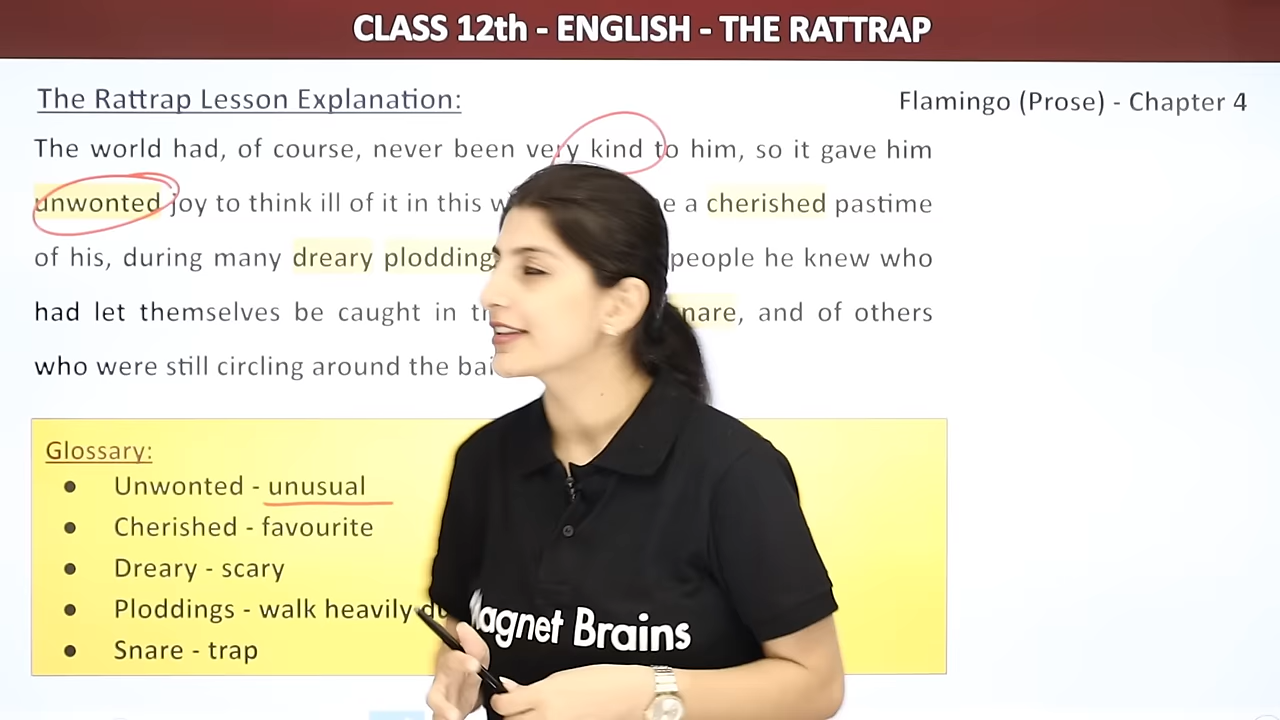 CLASS 12th - ENGLISH - THE RATTRAP
The Rattrap Lesson Explanation:
Flamingo (Prose) - Chapter 4
The world had, of course, never been very kind to him, so it gave him
unwonted joy to think ill of it in this a cherished pastime
of his, during many dreary plodding people he knew who
had let themselves be caught in and of others
who were still circling around the
Glossary:
● Unwonted - unusual
● Cherished - favourite
● Dreary - scary
● Ploddings - walk heavily
● Snare - trap
Magnet Brains